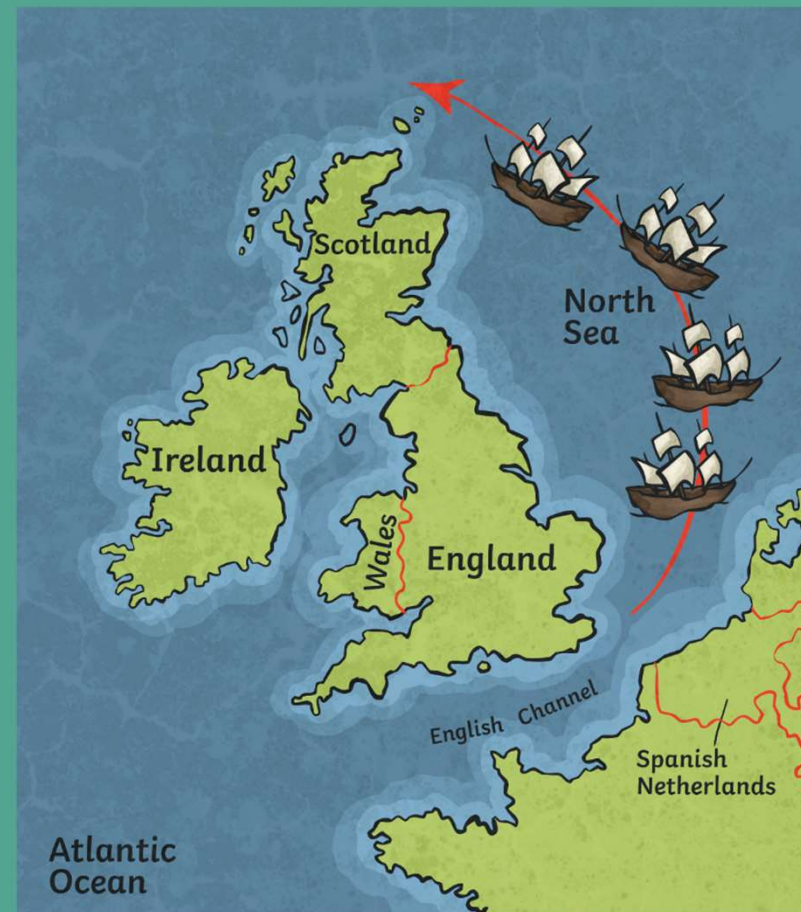 Scotland
North
Sea
Ireland
Wales
England
English Channel
Spanish
Netherlands
Atlantic
Ocean